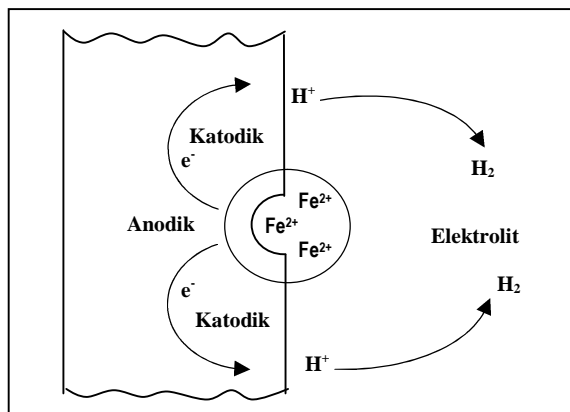 H⁺
Katodik
e⁻
H₂
Fe²⁺
Anodik
Fe²⁺
Elektrolit
Fe²⁺
H₂
e⁻
Katodik
H⁺